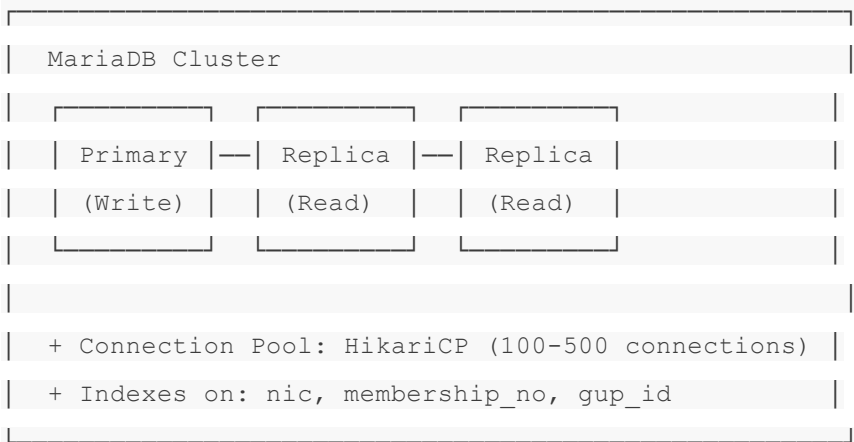 MariaDB Cluster
Primary Replica Replica
(Write) (Read) (Read)
+ Connection Pool: HikariCP (100-500 connections)
+ Indexes on: nic, membership_no, gup_id